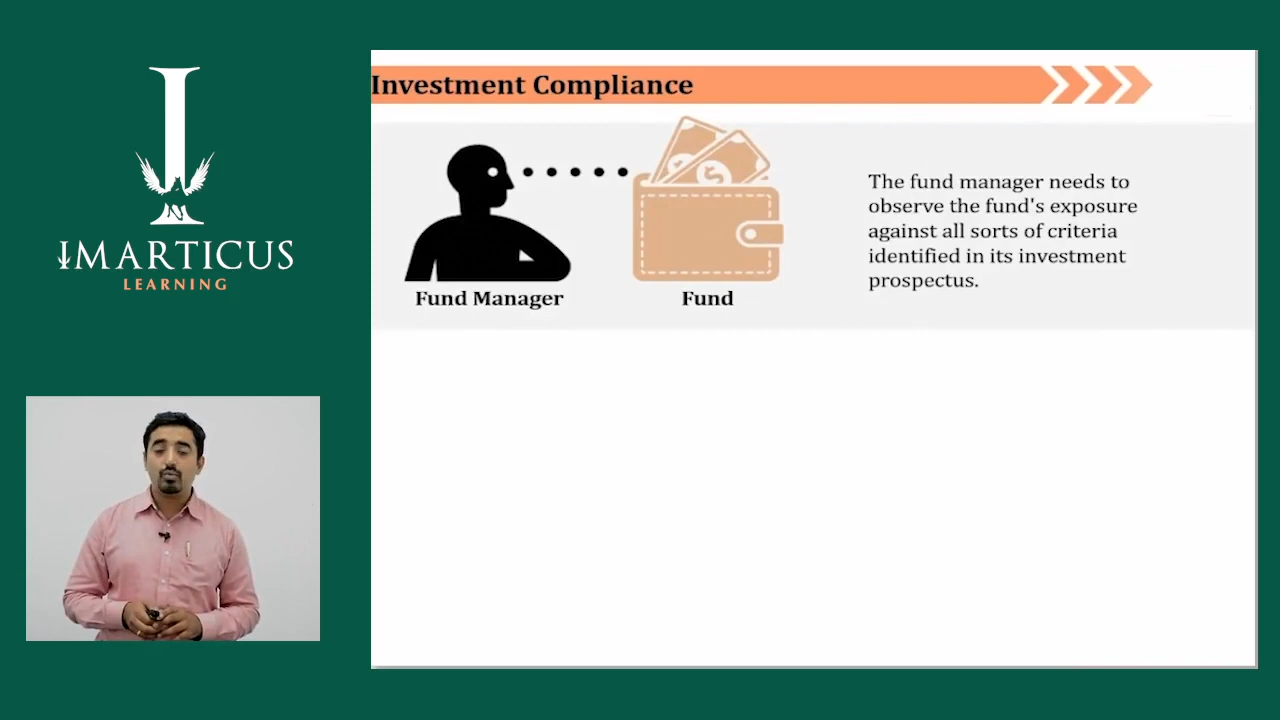 IMARTICUS
LEARNING
Investment Compliance
Fund Manager
Fund
The fund manager needs to
observe the fund's exposure
against all sorts of criteria
identified in its investment
prospectus.